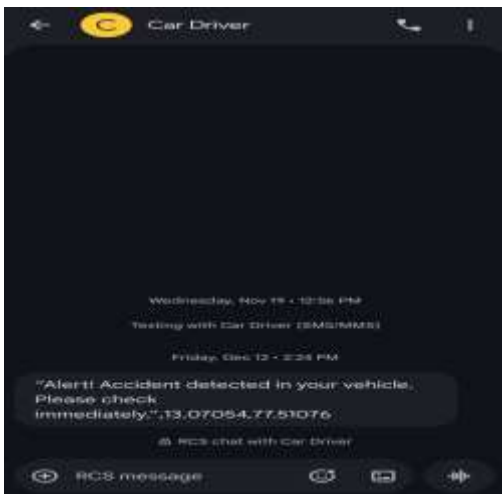 C Car Driver
Wednesday, Nov 19 • 12:56 PM
Texting with Car Driver (SMS/MMS)
Friday, Dec 12 • 2:24 PM
"Alert! Accident detected in your vehicle.
Please check
immediately.",13.07054,77.51076
RCS chat with Car Driver
RCS message